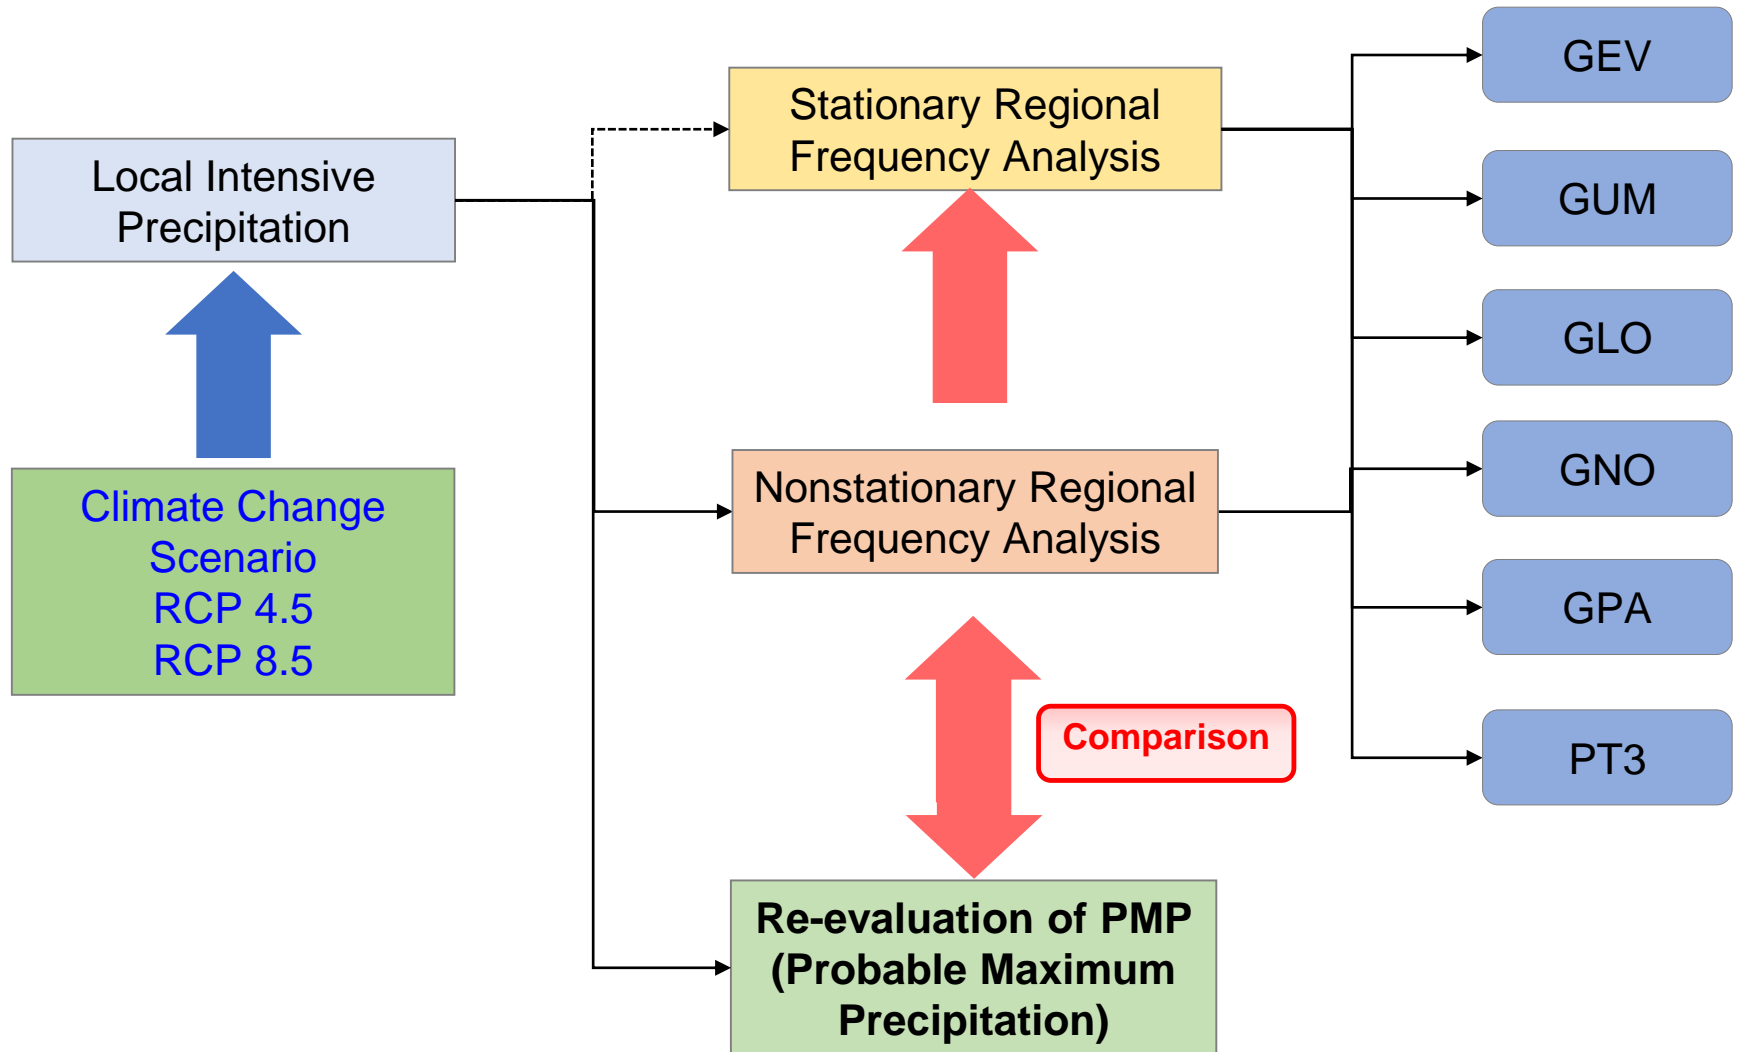 Local Intensive
Precipitation
Climate Change
Scenario
RCP 4.5
RCP 8.5
Stationary Regional
Frequency Analysis
Nonstationary Regional
Frequency Analysis
Comparison
Re-evaluation of PMP
(Probable Maximum
Precipitation)
GEV
GUM
GLO
GNO
GPA
PT3